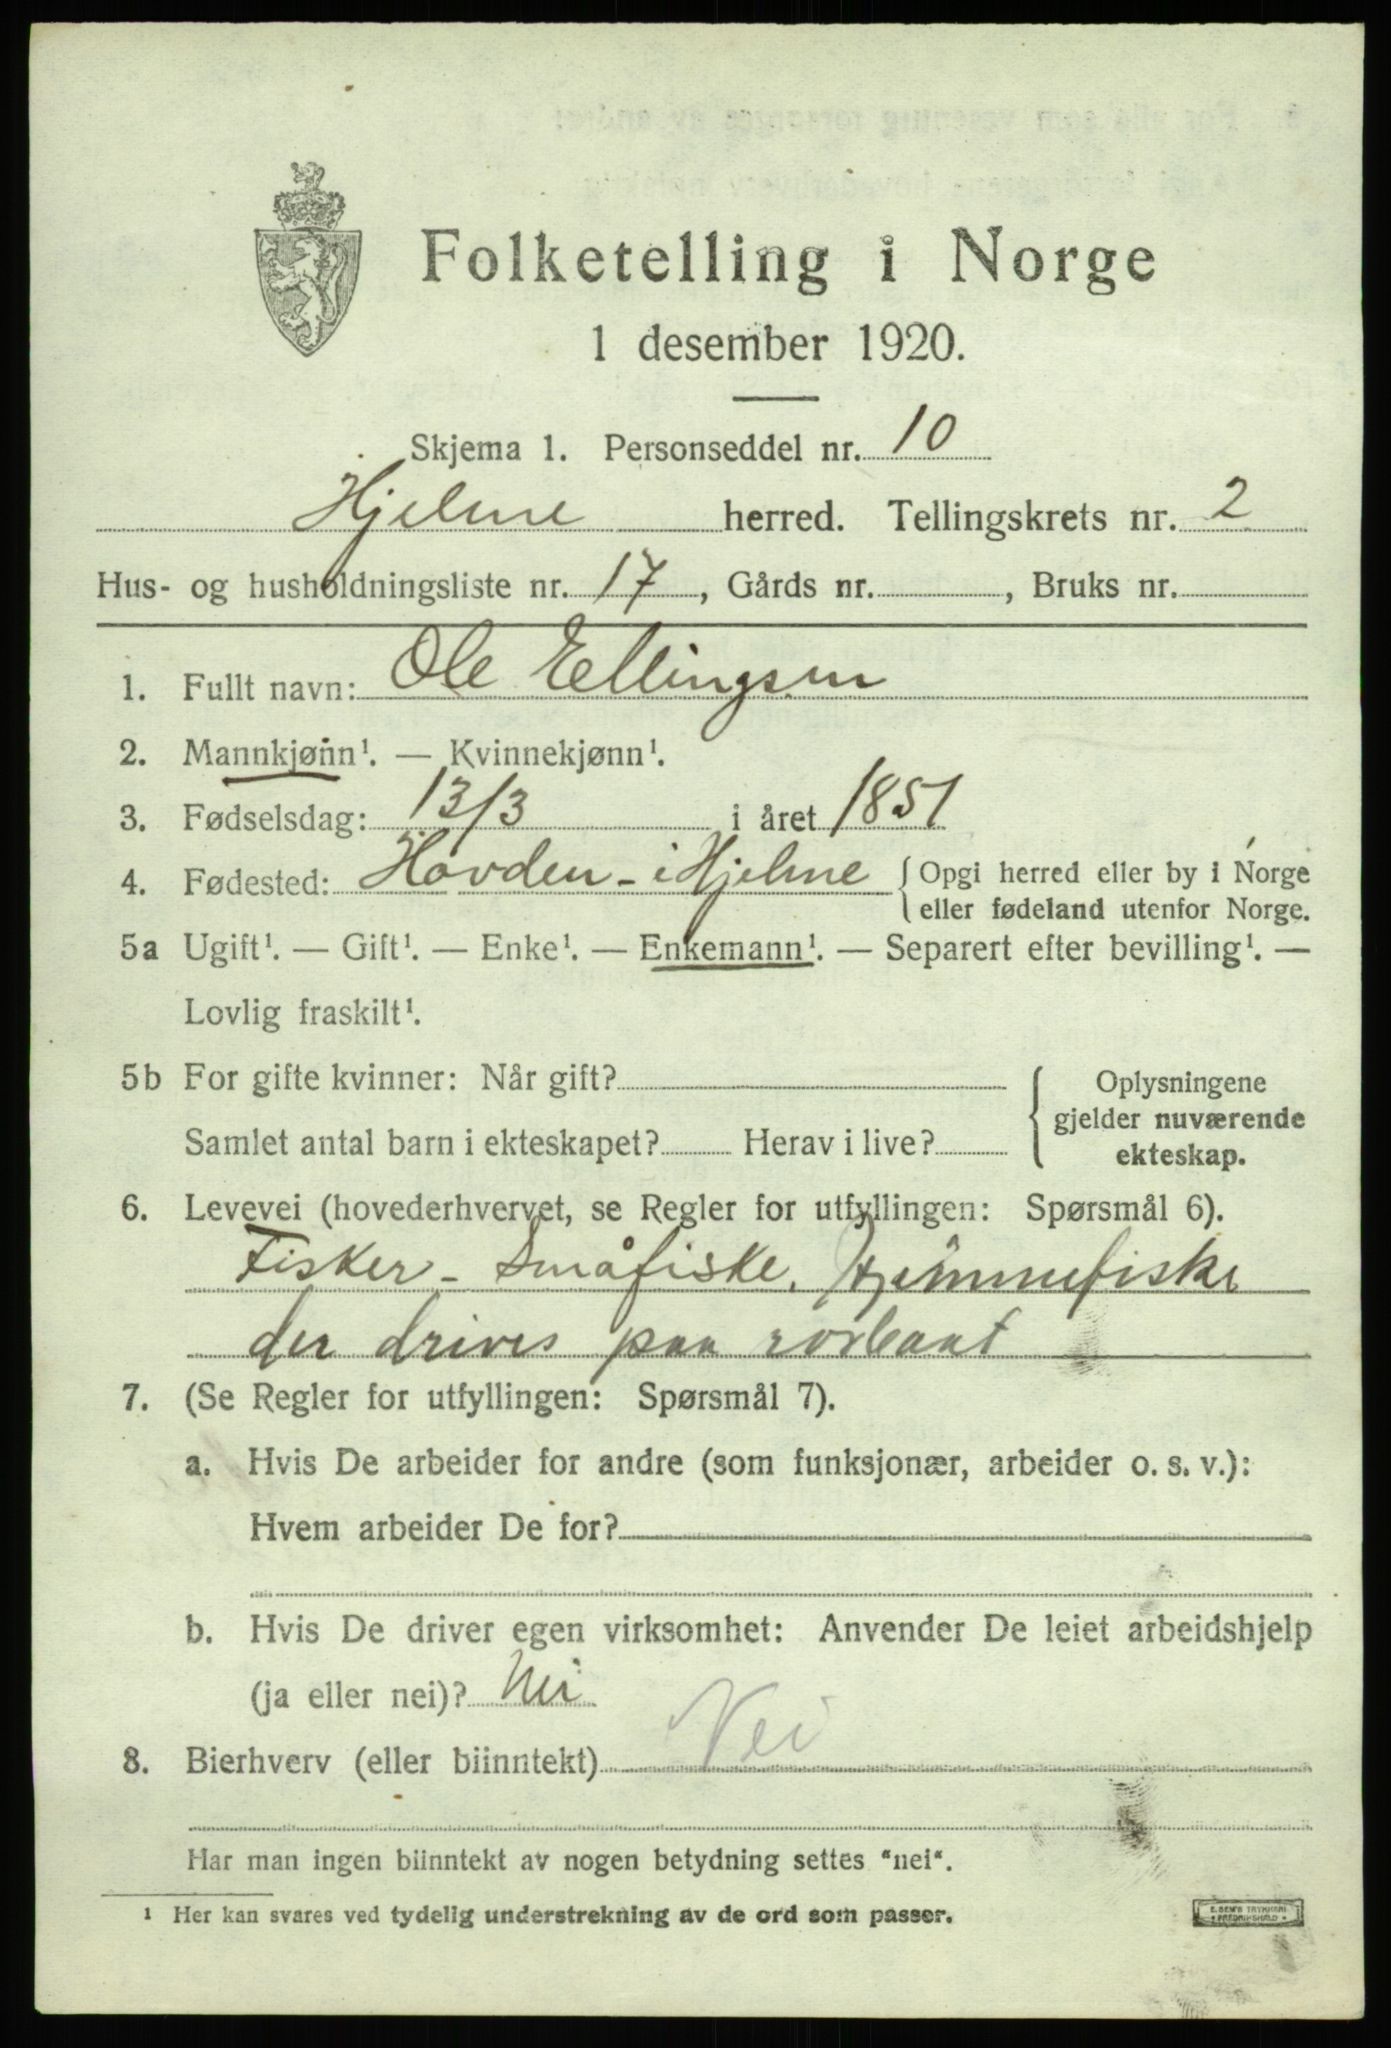 Folketelling i Norge
1 desember 1920.
Skjema 1. Personseddel nr. 10
Hjelme herred. Tellingskrets nr. 2
Hus- og husholdningsliste nr. 17, Gårds nr. , Bruks nr.
1. Fullt navn: Ole Ellingsen
2. Mannkjønn¹. — Kvinnekjønn¹.
3. Fødselsdag: 13/3 i året 1851
4. Fødested: Hovden - i Hjelme { Opgi herred eller by i Norge
eller fødeland utenfor Norge.
5a Ugift¹. — Gift¹. — Enke¹. — Enkemann¹. — Separert efter bevilling¹. —
Lovlig fraskilt¹.
5b For gifte kvinner: Når gift?
Samlet antal barn i ekteskapet? Herav i live?
{ Oplysningene
gjelder nuværende
ekteskap.
6. Levevei (hovederhvervet, se Regler for utfyllingen: Spørsmål 6).
Fisker - Småfiske, Hjemmefiske
der drives paa robaat
7. (Se Regler for utfyllingen: Spørsmål 7).
a. Hvis De arbeider for andre (som funksjonær, arbeider o. s. v.):
Hvem arbeider De for?
b. Hvis De driver egen virksomhet: Anvender De leiet arbeidshjelp
(ja eller nei)? Nei
8. Bierhverv (eller biinntekt) Nei
Har man ingen biinntekt av nogen betydning settes "nei".
¹ Her kan svares ved tydelig understrekning av de ord som passer.
E. SEM'S TRYKKERI
FREDRIKSHALD